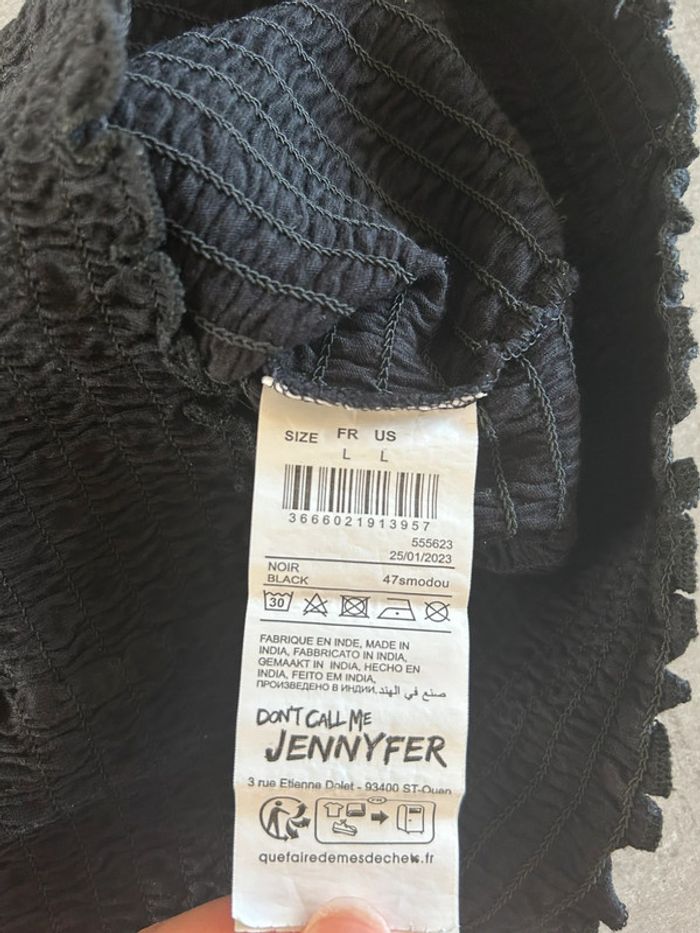 SIZE FR US
L L
3666021913957
555623
25/01/2023
NOIR
BLACK 47smodou
30
FABRIQUE EN INDE, MADE IN
INDIA, FABBRICATO IN INDIA,
GEMAAKT IN INDIA, HECHO EN
INDIA, FEITO EM INDIA,
ПРОИЗВЕДЕНО В ИНДИИ. صنع في الهند
DON'T CALL ME
JENNYFER
3 rue Etienne Dolet - 93400 ST-Ouen
quefairedemesdechets.fr